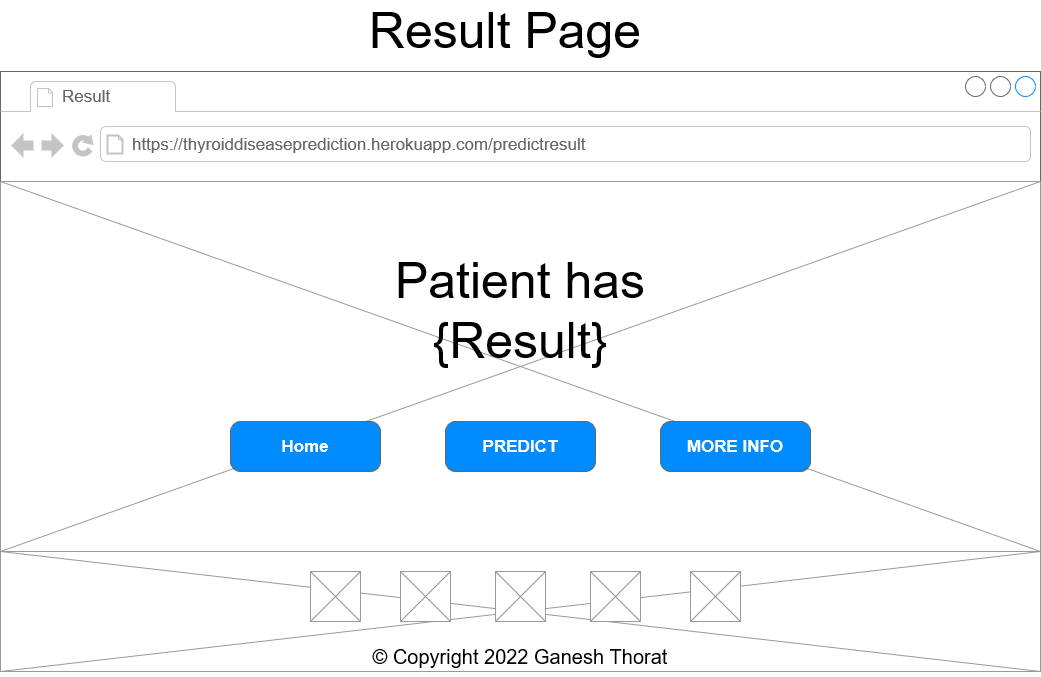 Result Page
Result
https://thyroiddiseaseprediction.herokuapp.com/predictresult
Patient has
{Result}
Home
PREDICT
MORE INFO
© Copyright 2022 Ganesh Thorat